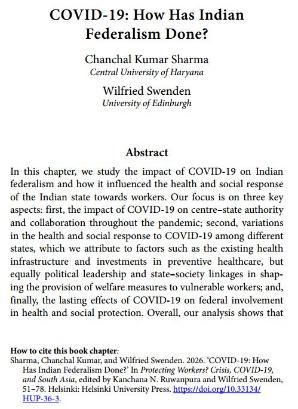 COVID-19: How Has Indian
Federalism Done?
Chanchal Kumar Sharma
Central University of Haryana
Wilfried Swenden
University of Edinburgh
Abstract
In this chapter, we study the impact of COVID-19 on Indian
federalism and how it influenced the health and social response
of the Indian state towards workers. Our focus is on three key
aspects: first, the impact of COVID-19 on centre–state authority
and collaboration throughout the pandemic; second, variations
in the health and social response to COVID-19 among different
states, which we attribute to factors such as the existing health
infrastructure and investments in preventive healthcare, but
equally political leadership and state–society linkages in shap-
ing the provision of welfare measures to vulnerable workers; and,
finally, the lasting effects of COVID-19 on federal involvement
in health and social protection. Overall, our analysis shows that
How to cite this book chapter:
Sharma, Chanchal Kumar, and Wilfried Swenden. 2026. ‘COVID-19: How
Has Indian Federalism Done?’ In Protecting Workers? Crisis, COVID-19,
and South Asia, edited by Kanchana N. Ruwanpura and Wilfried Swenden,
51–78. Helsinki: Helsinki University Press. https://doi.org/10.33134/
HUP-36-3.